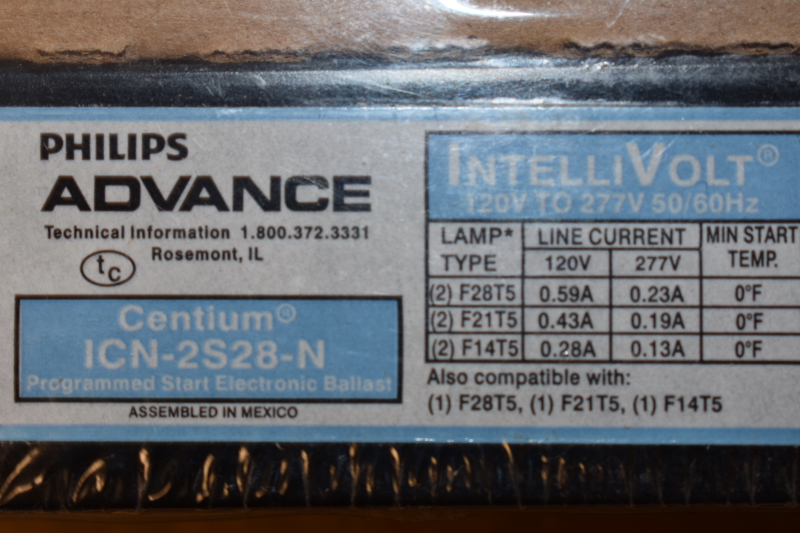 PHILIPS
ADVANCE
Technical Information 1.800.372.3331
Rosemont, IL
tc
Centium®
ICN-2S28-N
Programmed Start Electronic Ballast
ASSEMBLED IN MEXICO
INTELLIVOLT®
120V TO 277V 50/60Hz
LAMP* TYPE LINE CURRENT MIN START TEMP.
120V 277V
(2) F28T5 0.59A 0.23A 0°F
(2) F21T5 0.43A 0.19A 0°F
(2) F14T5 0.28A 0.13A 0°F
Also compatible with:
(1) F28T5, (1) F21T5, (1) F14T5